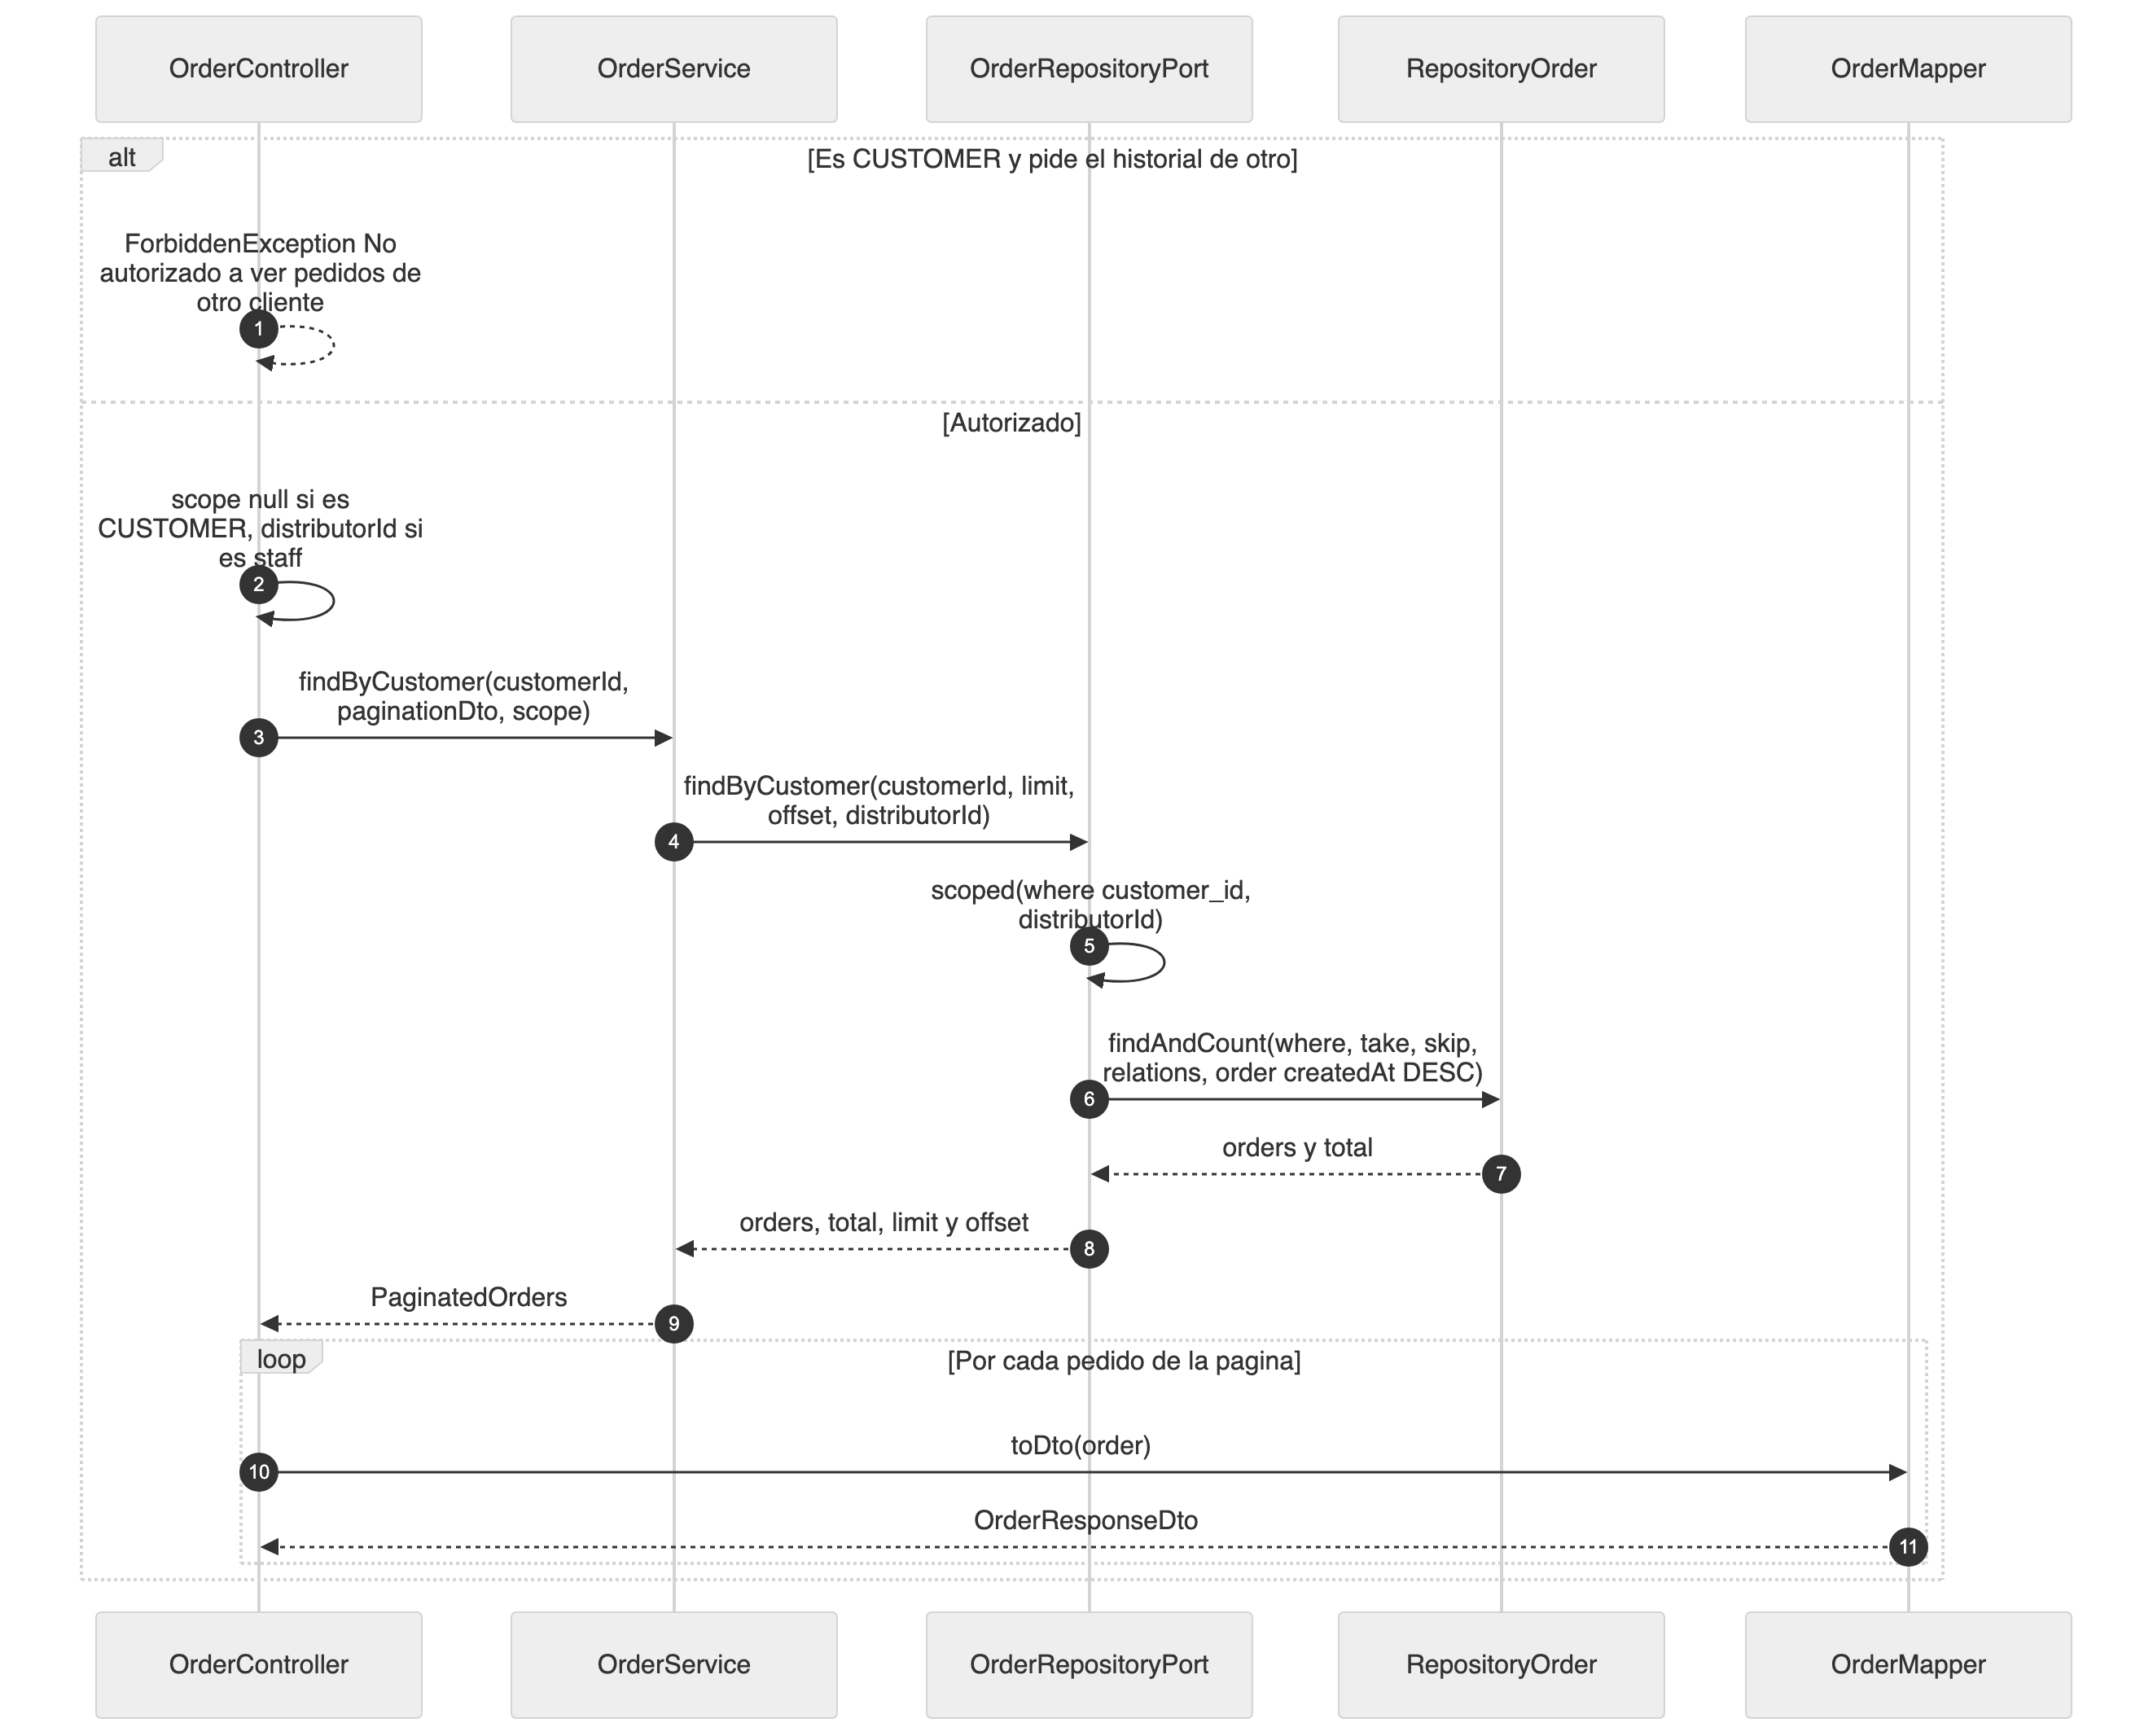 OrderController
OrderService
OrderRepositoryPort
RepositoryOrder
OrderMapper
alt
[Es CUSTOMER y pide el historial de otro]
ForbiddenException No
autorizado a ver pedidos de
otro cliente
1
[Autorizado]
scope null si es
CUSTOMER, distributorId si
es staff
2
findByCustomer(customerId,
paginationDto, scope)
3
findByCustomer(customerId, limit,
offset, distributorId)
4
scoped(where customer_id,
distributorId)
5
findAndCount(where, take, skip,
relations, order createdAt DESC)
6
orders y total
7
orders, total, limit y offset
8
PaginatedOrders
9
loop
[Por cada pedido de la pagina]
toDto(order)
10
OrderResponseDto
11
OrderController
OrderService
OrderRepositoryPort
RepositoryOrder
OrderMapper